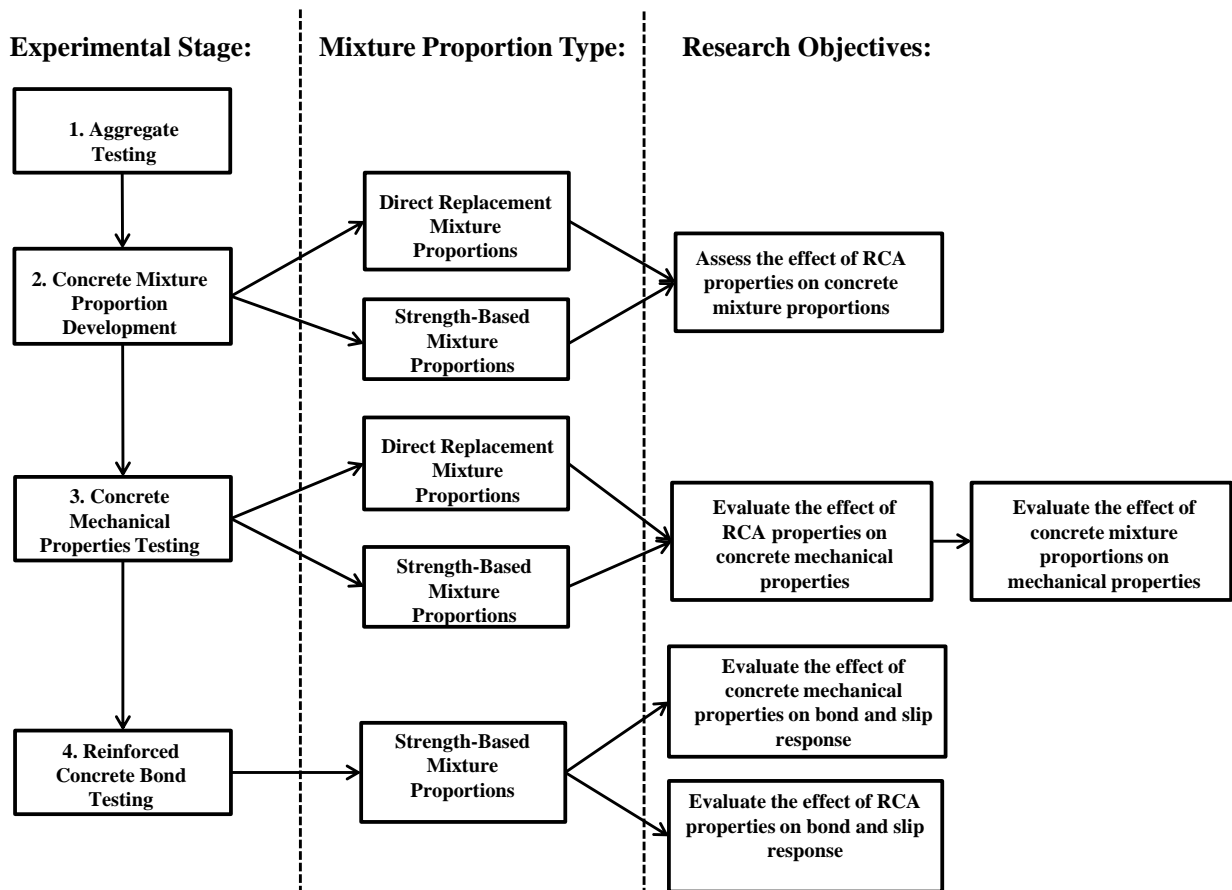 Experimental Stage:
Mixture Proportion Type:
Research Objectives:
1. Aggregate
Testing
2. Concrete Mixture
Proportion
Development
Direct Replacement
Mixture
Proportions
Strength-Based
Mixture
Proportions
Assess the effect of RCA
properties on concrete
mixture proportions
3. Concrete
Mechanical
Properties Testing
Direct Replacement
Mixture
Proportions
Strength-Based
Mixture
Proportions
Evaluate the effect of
RCA properties on
concrete mechanical
properties
Evaluate the effect of
concrete mixture
proportions on
mechanical properties
4. Reinforced
Concrete Bond
Testing
Strength-Based
Mixture
Proportions
Evaluate the effect of
concrete mechanical
properties on bond and slip
response
Evaluate the effect of RCA
properties on bond and slip
response